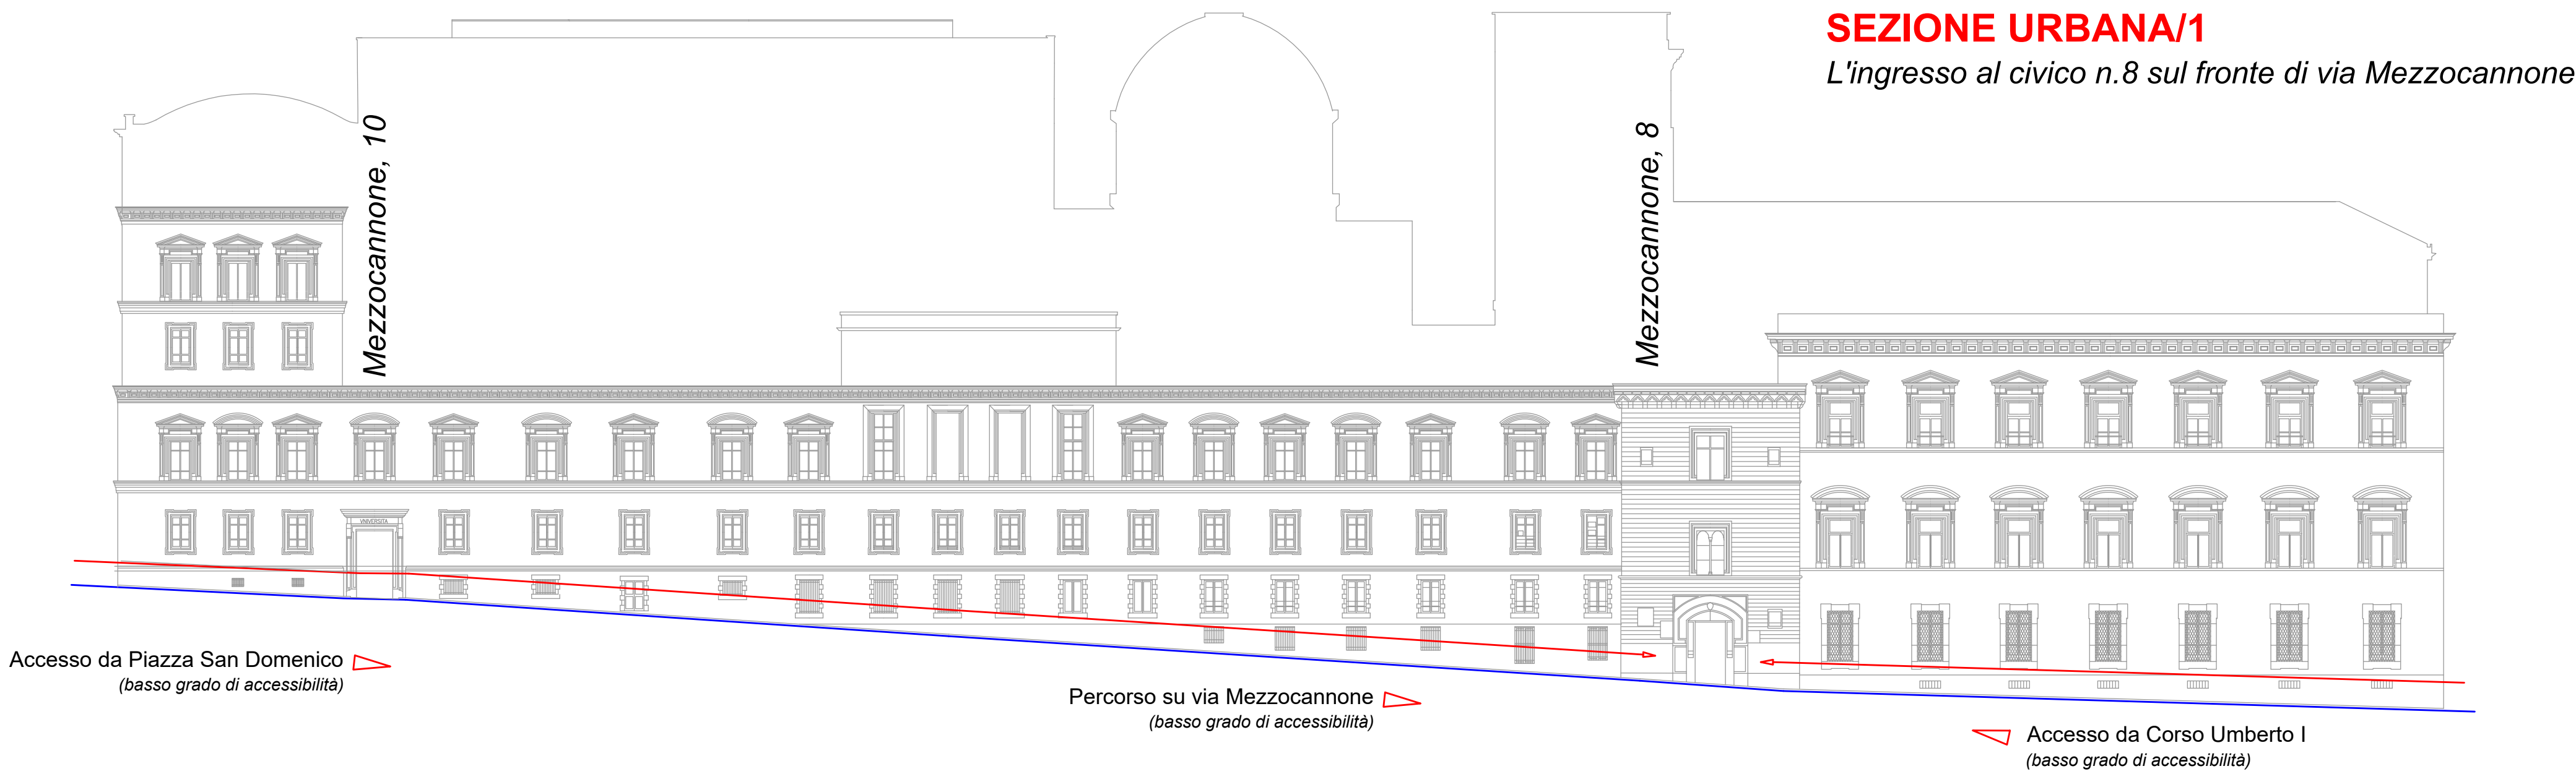 SEZIONE URBANA/1
L'ingresso al civico n.8 sul fronte di via Mezzocannone
Mezzocannone, 10
Mezzocannone, 8
VNIVERSITA
Accesso da Piazza San Domenico
(basso grado di accessibilità)
Percorso su via Mezzocannone
(basso grado di accessibilità)
Accesso da Corso Umberto I
(basso grado di accessibilità)